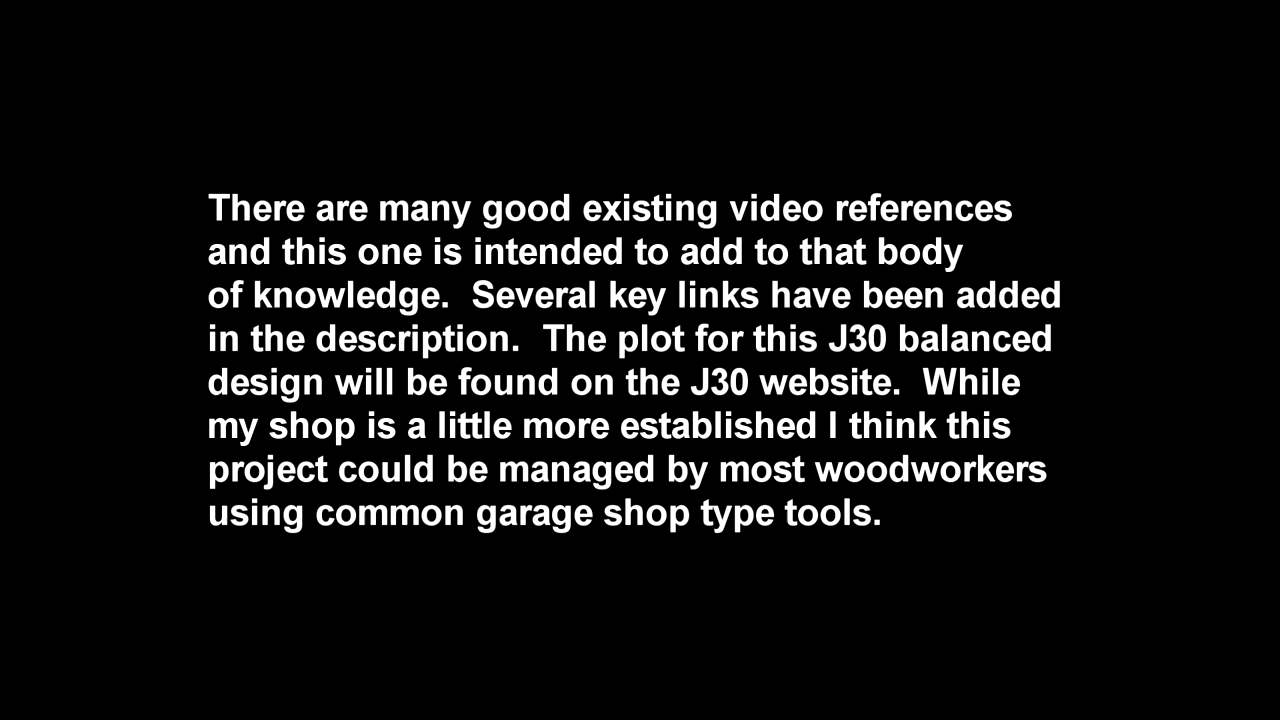 There are many good existing video references
and this one is intended to add to that body
of knowledge.  Several key links have been added
in the description.  The plot for this J30 balanced
design will be found on the J30 website.  While
my shop is a little more established I think this
project could be managed by most woodworkers
using common garage shop type tools.